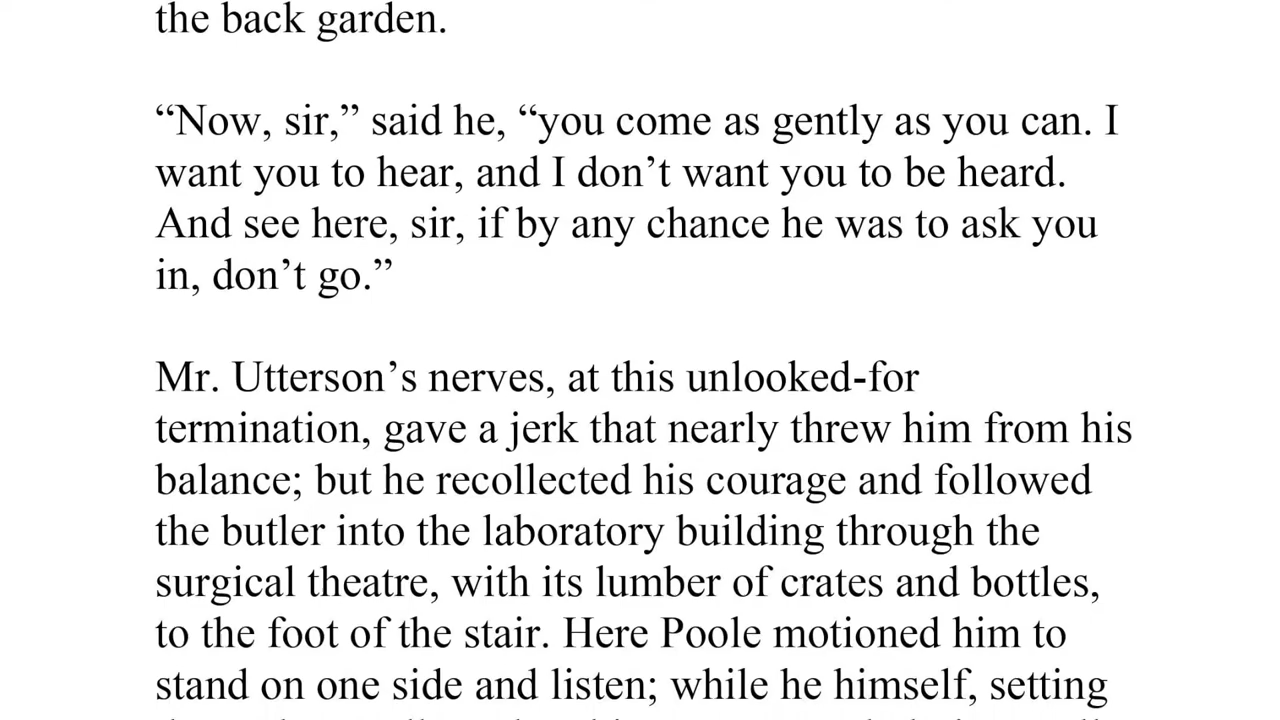 the back garden.
“Now, sir,” said he, “you come as gently as you can. I
want you to hear, and I don’t want you to be heard.
And see here, sir, if by any chance he was to ask you
in, don’t go.”
Mr. Utterson’s nerves, at this unlooked-for
termination, gave a jerk that nearly threw him from his
balance; but he recollected his courage and followed
the butler into the laboratory building through the
surgical theatre, with its lumber of crates and bottles,
to the foot of the stair. Here Poole motioned him to
stand on one side and listen; while he himself, setting